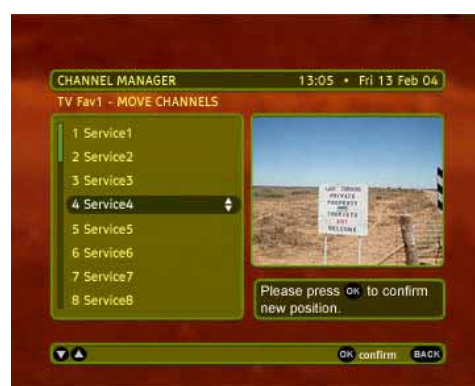 CHANNEL MANAGER 13:05 • Fri 13 Feb 04
TV Fav1 - MOVE CHANNELS
1 Service1
2 Service2
3 Service3
4 Service4
5 Service5
6 Service6
7 Service7
8 Service8
LAST WARNING
PRIVATE
PROPERTY
TOURISTS
NOT
WELCOME
Please press OK to confirm
new position.
OK confirm BACK